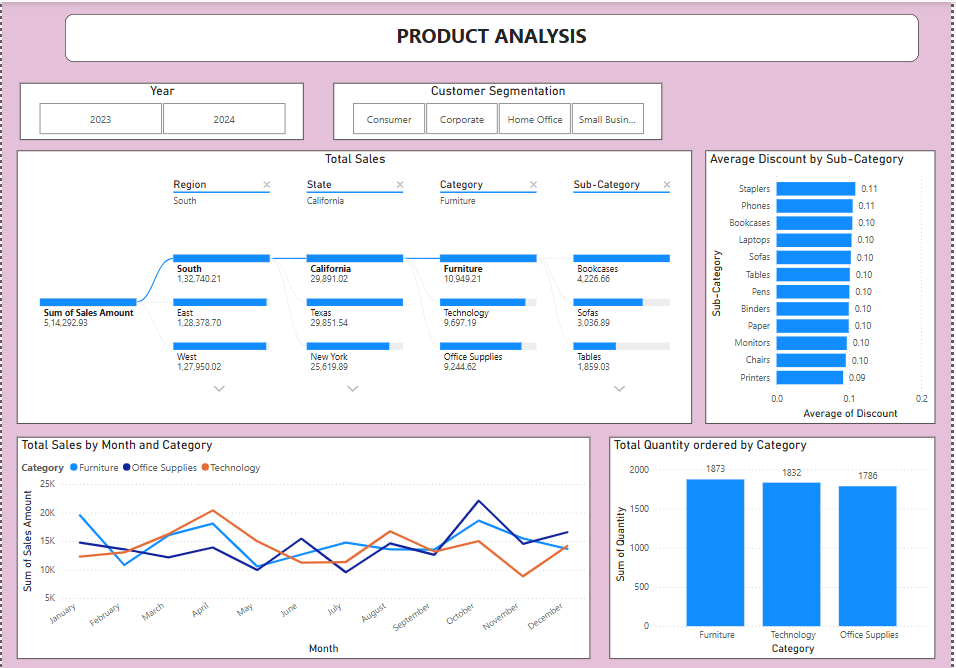 PRODUCT ANALYSIS
Year
2023 2024
Customer Segmentation
Consumer Corporate Home Office Small Busin...
Total Sales
Region × State × Category × Sub-Category ×
South California Furniture
Sum of Sales Amount
5,14,292.93
South
1,32,740.21
East
1,28,378.70
West
1,27,950.02
California
29,891.02
Texas
29,851.54
New York
25,619.89
Furniture
10,949.21
Technology
9,697.19
Office Supplies
9,244.62
Bookcases
4,226.66
Sofas
3,036.89
Tables
1,859.03
Average Discount by Sub-Category
Sub-Category
Staplers 0.11
Phones 0.11
Bookcases 0.10
Laptops 0.10
Sofas 0.10
Tables 0.10
Pens 0.10
Binders 0.10
Paper 0.10
Monitors 0.10
Chairs 0.10
Printers 0.09
0.0 0.1 0.2
Average of Discount
Total Sales by Month and Category
Category Furniture Office Supplies Technology
Sum of Sales Amount
25K
20K
15K
10K
5K
January February March April May June July August September October November December
Month
Total Quantity ordered by Category
Sum of Quantity
2000
1500
1000
500
0
1873 1832 1786
Furniture Technology Office Supplies
Category